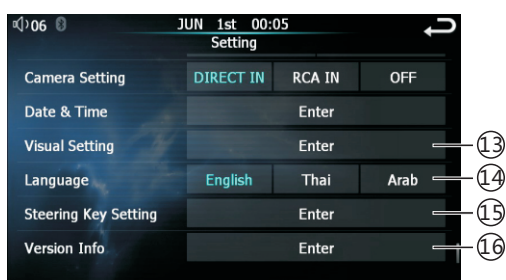 06 JUN 1st 00:05
Setting
Camera Setting DIRECT IN RCA IN OFF
Date & Time Enter
Visual Setting Enter 13
Language English Thai Arab 14
Steering Key Setting Enter 15
Version Info Enter 16